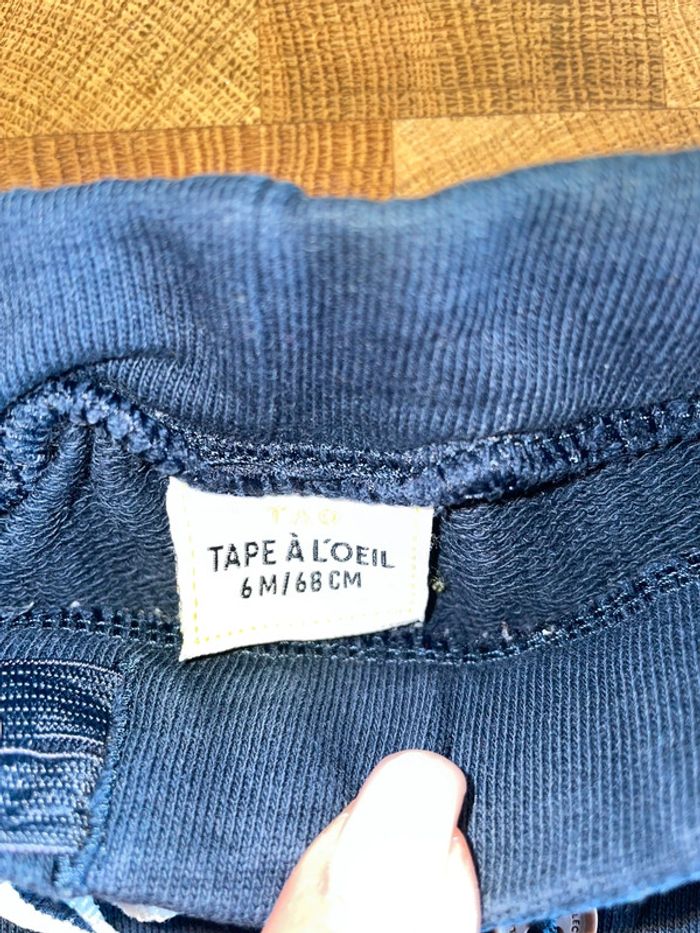 TAO
TAPE À L'OEIL
6M/68CM